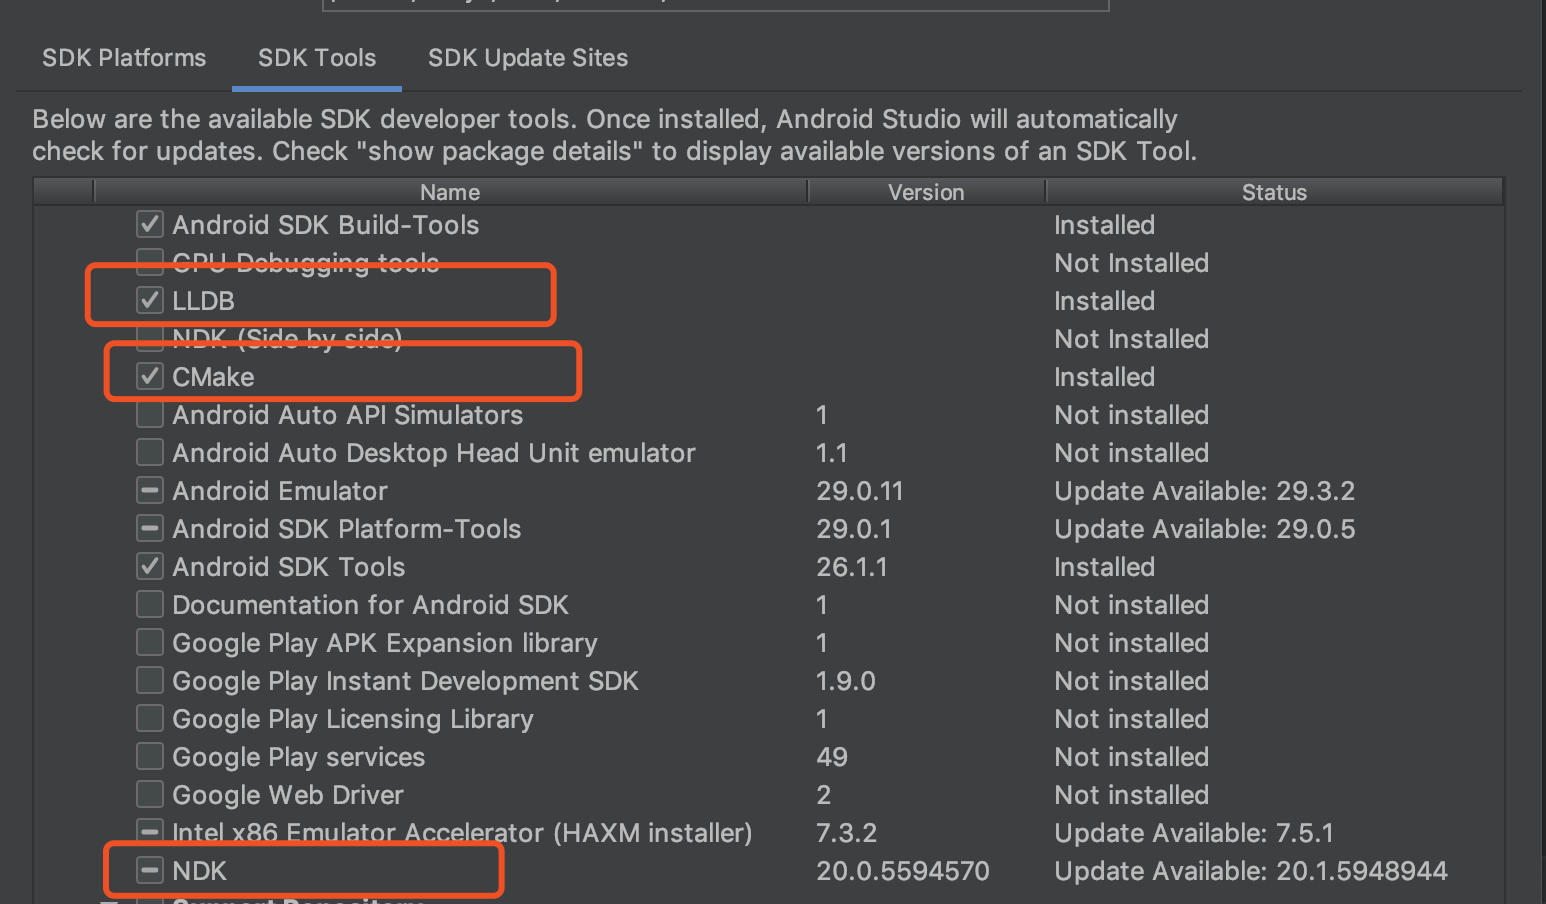 SDK Platforms SDK Tools SDK Update Sites
Below are the available SDK developer tools. Once installed, Android Studio will automatically
check for updates. Check "show package details" to display available versions of an SDK Tool.
Name Version Status
Android SDK Build-Tools Installed
GPU Debugging tools Not Installed
LLDB Installed
NDK (Side by side) Not Installed
CMake Installed
Android Auto API Simulators 1 Not installed
Android Auto Desktop Head Unit emulator 1.1 Not installed
Android Emulator 29.0.11 Update Available: 29.3.2
Android SDK Platform-Tools 29.0.1 Update Available: 29.0.5
Android SDK Tools 26.1.1 Installed
Documentation for Android SDK 1 Not installed
Google Play APK Expansion library 1 Not installed
Google Play Instant Development SDK 1.9.0 Not installed
Google Play Licensing Library 1 Not installed
Google Play services 49 Not installed
Google Web Driver 2 Not installed
Intel x86 Emulator Accelerator (HAXM installer) 7.3.2 Update Available: 7.5.1
NDK 20.0.5594570 Update Available: 20.1.5948944
Support Repository